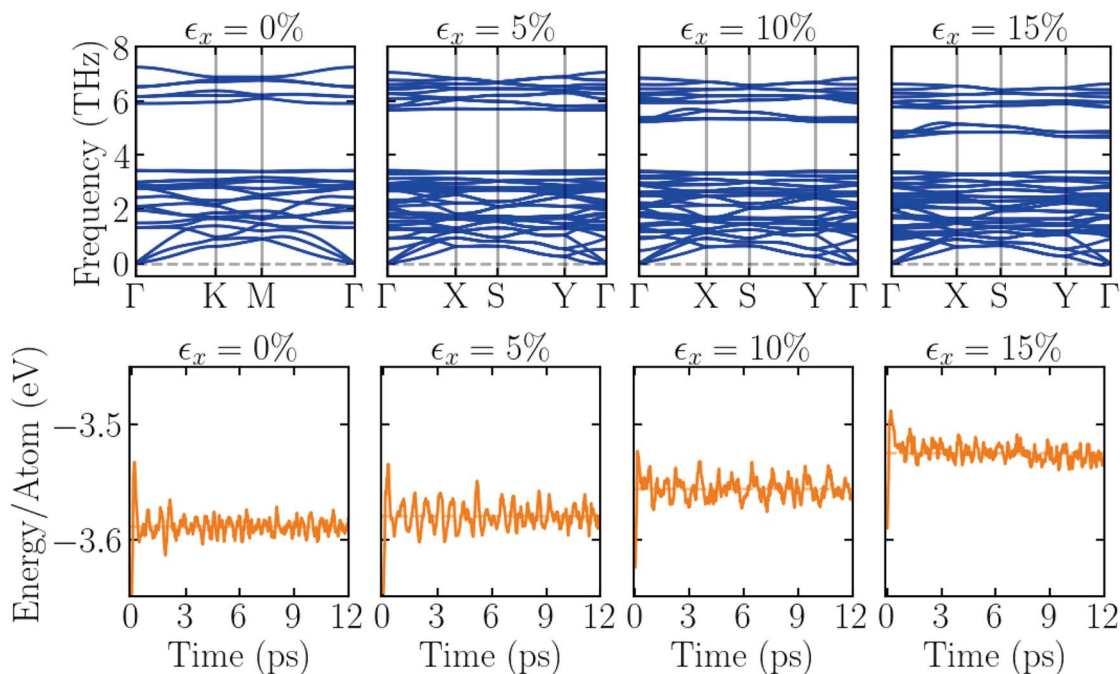 ϵx = 0% ϵx = 5% ϵx = 10% ϵx = 15%
Frequency (THz)
8
6
4
2
0
Γ K M Γ Γ X S Y Γ Γ X S Y Γ Γ X S Y Γ
ϵx = 0% ϵx = 5% ϵx = 10% ϵx = 15%
Energy/Atom (eV)
−3.5
−3.6
0 3 6 9 12 0 3 6 9 12 0 3 6 9 12 0 3 6 9 12
Time (ps) Time (ps) Time (ps) Time (ps)